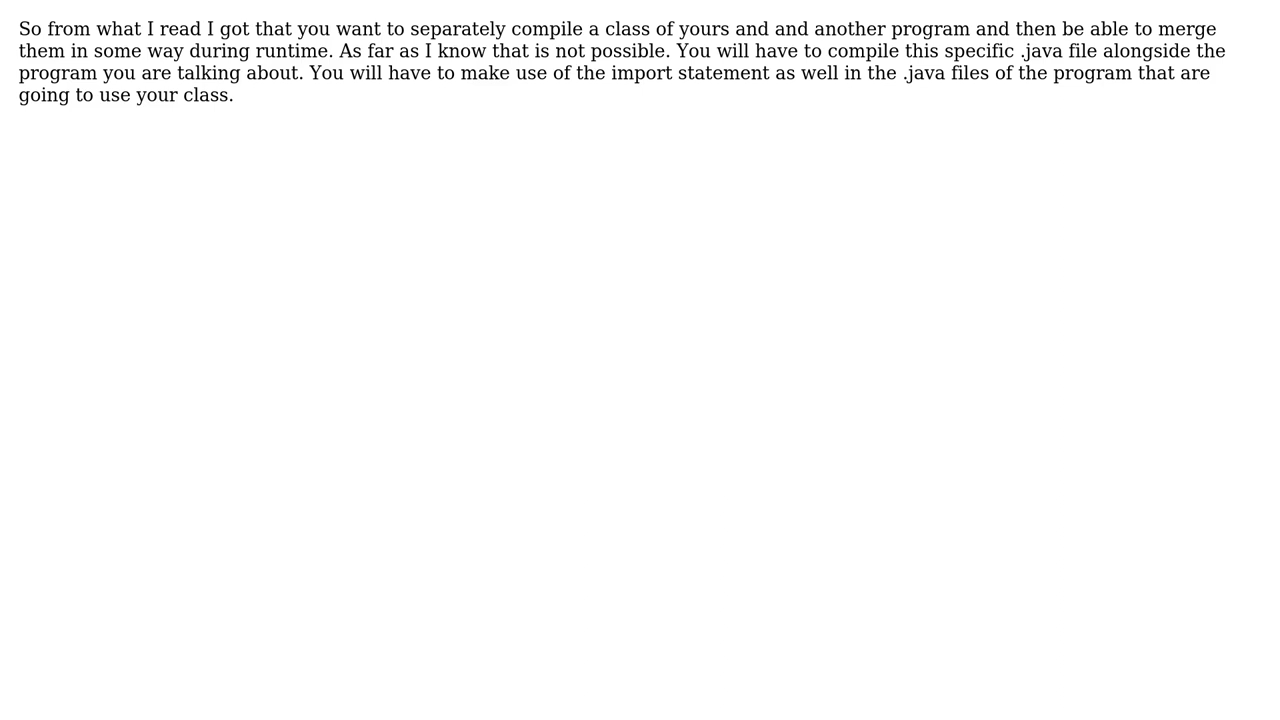 So from what I read I got that you want to separately compile a class of yours and and another program and then be able to merge
them in some way during runtime. As far as I know that is not possible. You will have to compile this specific .java file alongside the
program you are talking about. You will have to make use of the import statement as well in the .java files of the program that are
going to use your class.